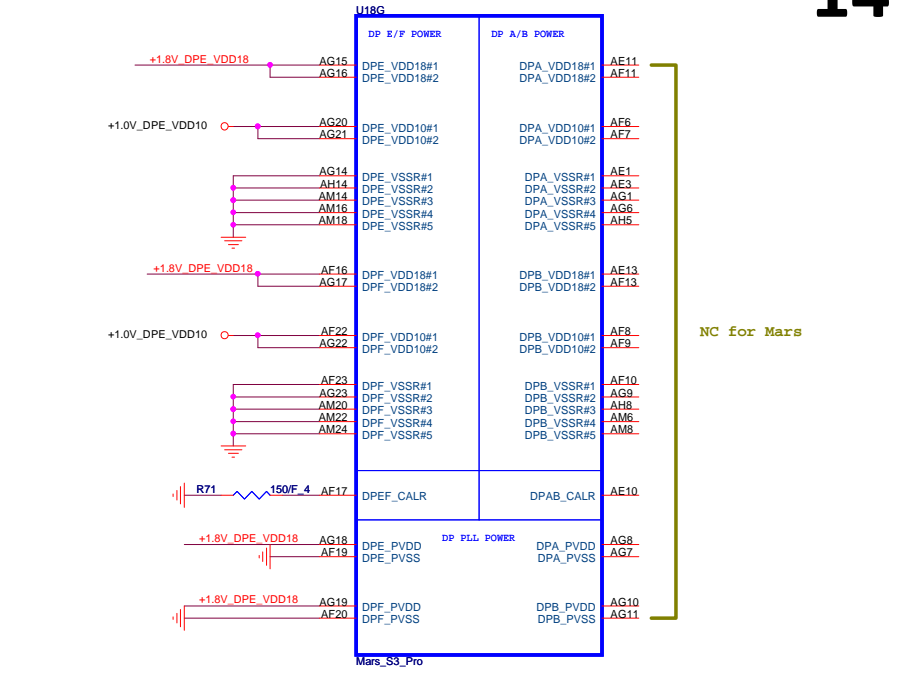 14
U18G
DP E/F POWER DP A/B POWER
+1.8V_DPE_VDD18 AG15 DPE_VDD18#1 DPA_VDD18#1 AE11
AG16 DPE_VDD18#2 DPA_VDD18#2 AF11
+1.0V_DPE_VDD10 AG20 DPE_VDD10#1 DPA_VDD10#1 AF6
AG21 DPE_VDD10#2 DPA_VDD10#2 AF7
AG14 DPE_VSSR#1 DPA_VSSR#1 AE1
AH14 DPE_VSSR#2 DPA_VSSR#2 AE3
AM14 DPE_VSSR#3 DPA_VSSR#3 AG1
AM16 DPE_VSSR#4 DPA_VSSR#4 AG6
AM18 DPE_VSSR#5 DPA_VSSR#5 AH5
+1.8V_DPE_VDD18 AF16 DPF_VDD18#1 DPB_VDD18#1 AE13
AG17 DPF_VDD18#2 DPB_VDD18#2 AF13
+1.0V_DPE_VDD10 AF22 DPF_VDD10#1 DPB_VDD10#1 AF8
AG22 DPF_VDD10#2 DPB_VDD10#2 AF9
NC for Mars
AF23 DPF_VSSR#1 DPB_VSSR#1 AF10
AG23 DPF_VSSR#2 DPB_VSSR#2 AG9
AM20 DPF_VSSR#3 DPB_VSSR#3 AH8
AM22 DPF_VSSR#4 DPB_VSSR#4 AM6
AM24 DPF_VSSR#5 DPB_VSSR#5 AM8
R71 150/F_4 AF17 DPEF_CALR DPAB_CALR AE10
DP PLL POWER
+1.8V_DPE_VDD18 AG18 DPE_PVDD DPA_PVDD AG8
AF19 DPE_PVSS DPA_PVSS AG7
+1.8V_DPE_VDD18 AG19 DPF_PVDD DPB_PVDD AG10
AF20 DPF_PVSS DPB_PVSS AG11
Mars_S3_Pro